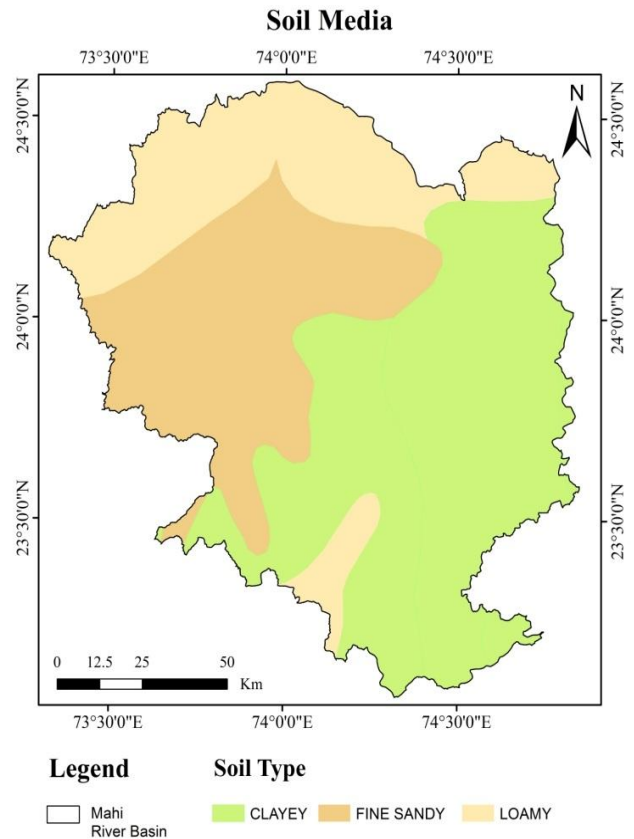 Soil Media
73°30'0"E 74°0'0"E 74°30'0"E
N
24°30'0"N 24°30'0"N
24°0'0"N 24°0'0"N
23°30'0"N 23°30'0"N
0 12.5 25 50
Km
73°30'0"E 74°0'0"E 74°30'0"E
Legend Soil Type
Mahi
River Basin
CLAYEY FINE SANDY LOAMY